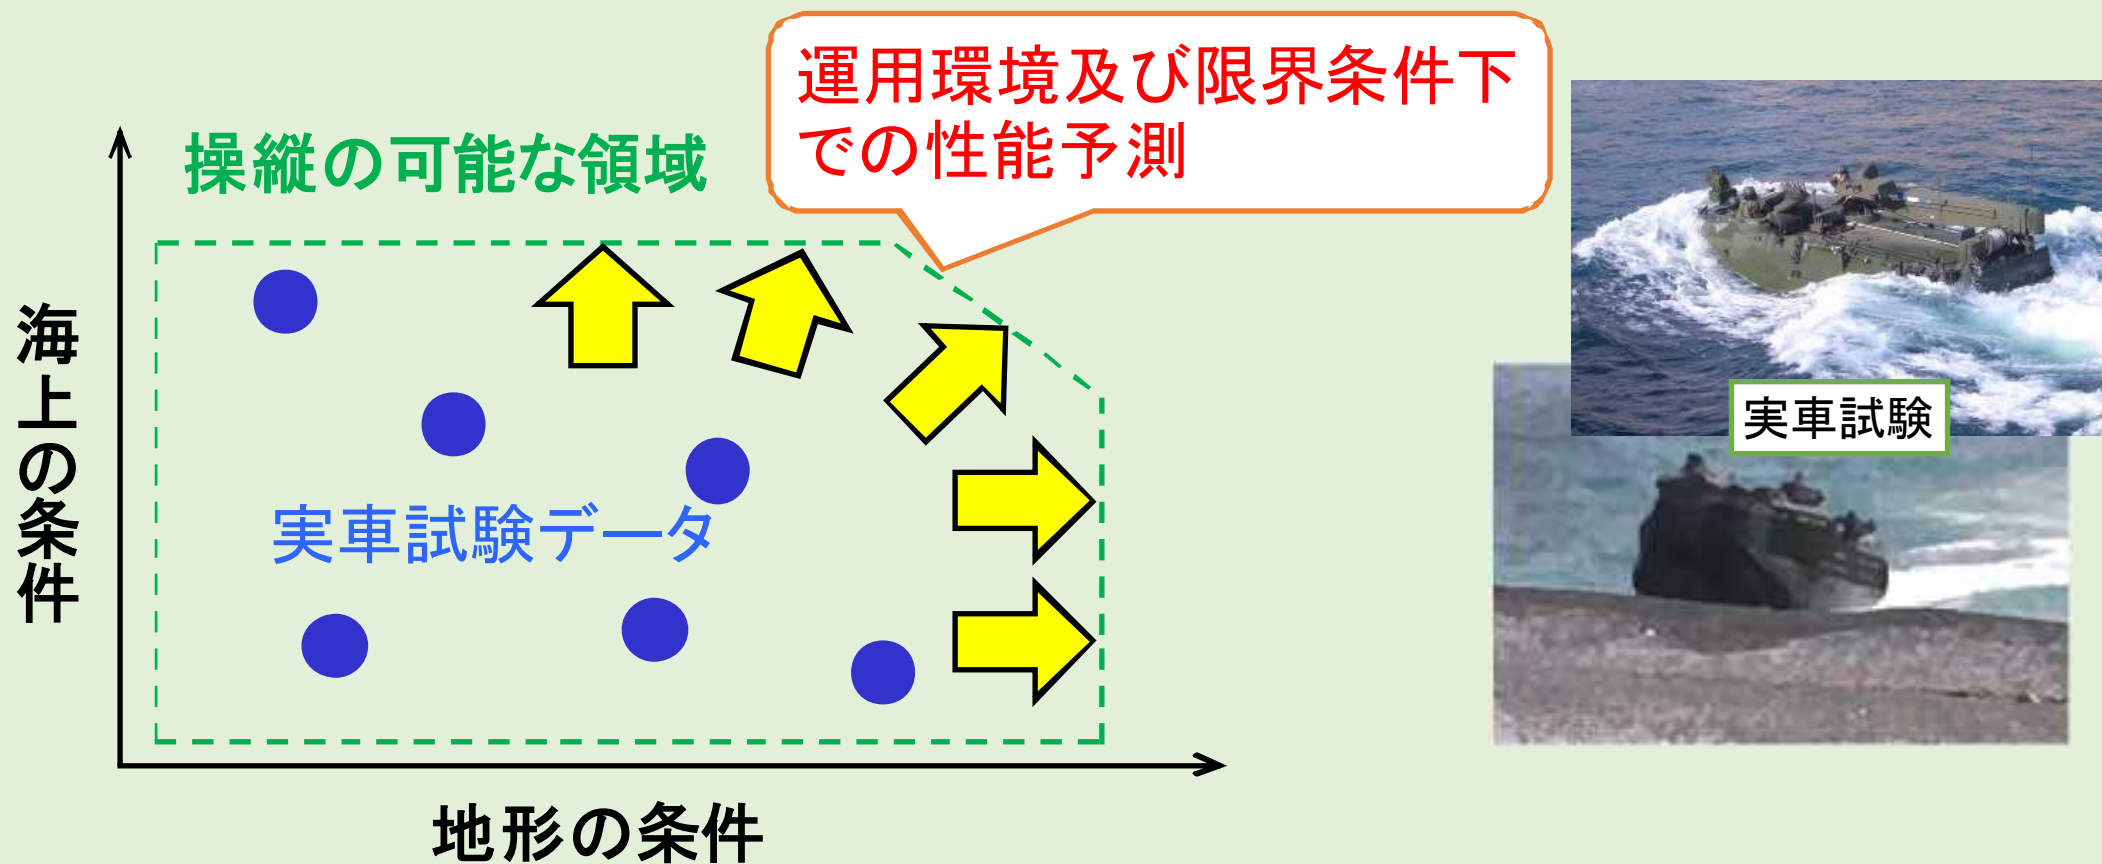 運用環境及び限界条件下
での性能予測
操縦の可能な領域
海上の条件
実車試験データ
地形の条件
実車試験